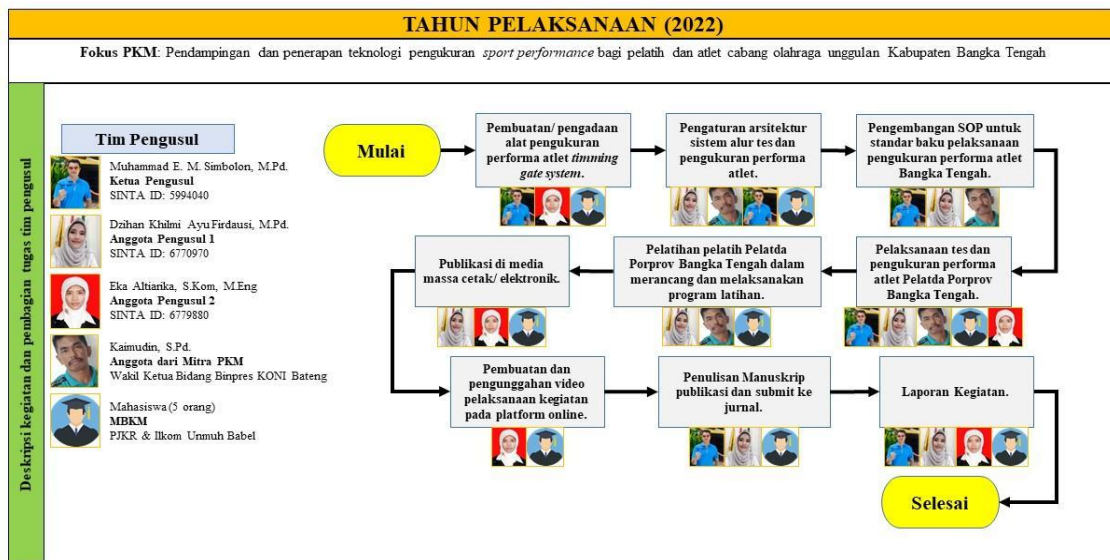 TAHUN PELAKSANAAN (2022)
Fokus PKM: Pendampingan dan penerapan teknologi pengukuran sport performance bagi pelatih dan atlet cabang olahraga unggulan Kabupaten Bangka Tengah
Deskripsi kegiatan dan pembagian tugas tim pengusul
Tim Pengusul
Muhammad E. M. Simbolon, M.Pd.
Ketua Pengusul
SINTA ID: 5994040
Dzihan Khilmi Ayu Firdausi, M.Pd.
Anggota Pengusul 1
SINTA ID: 6770970
Eka Altiarika, S.Kom, M.Eng
Anggota Pengusul 2
SINTA ID: 6779880
Kaimudin, S.Pd.
Anggota dari Mitra PKM
Wakil Ketua Bidang Binpres KONI Bateng
Mahasiswa (5 orang)
MBKM
PJKR & Ilkom Unmuh Babel
Mulai
Pembuatan/ pengadaan
alat pengukuran
performa atlet timming
gate system.
Pengaturan arsitektur
sistem alur tes dan
pengukuran performa
atlet.
Pengembangan SOP untuk
standar baku pelaksanaan
pengukuran performa atlet
Bangka Tengah.
Pelaksanaan tes dan
pengukuran performa
atlet Pelatda Porprov
Bangka Tengah.
Pelatihan pelatih Pelatda
Porprov Bangka Tengah dalam
merancang dan melaksanakan
program latihan.
Publikasi di media
massa cetak/ elektronik.
Pembuatan dan
pengunggahan video
pelaksanaan kegiatan
pada platform online.
Penulisan Manuskrip
publikasi dan submit ke
jurnal.
Laporan Kegiatan.
Selesai